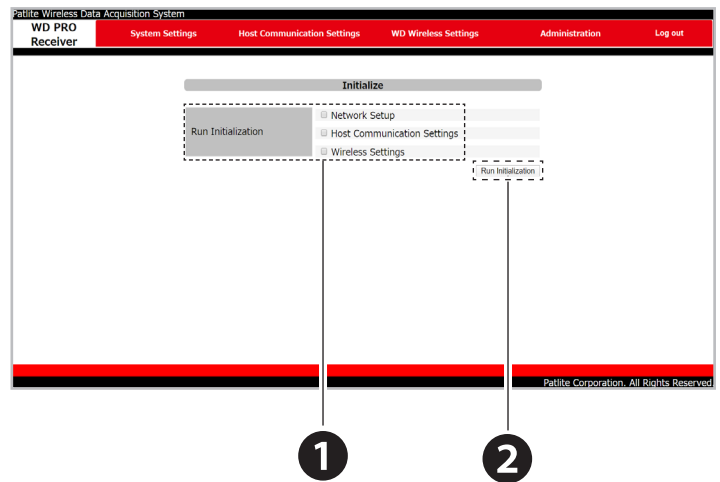 Patlite Wireless Data Acquisition System
WD PRO
Receiver
System Settings
Host Communication Settings
WD Wireless Settings
Administration
Log out
Initialize
Run Initialization
Network Setup
Host Communication Settings
Wireless Settings
Run Initialization
Patlite Corporation. All Rights Reserved.
1
2